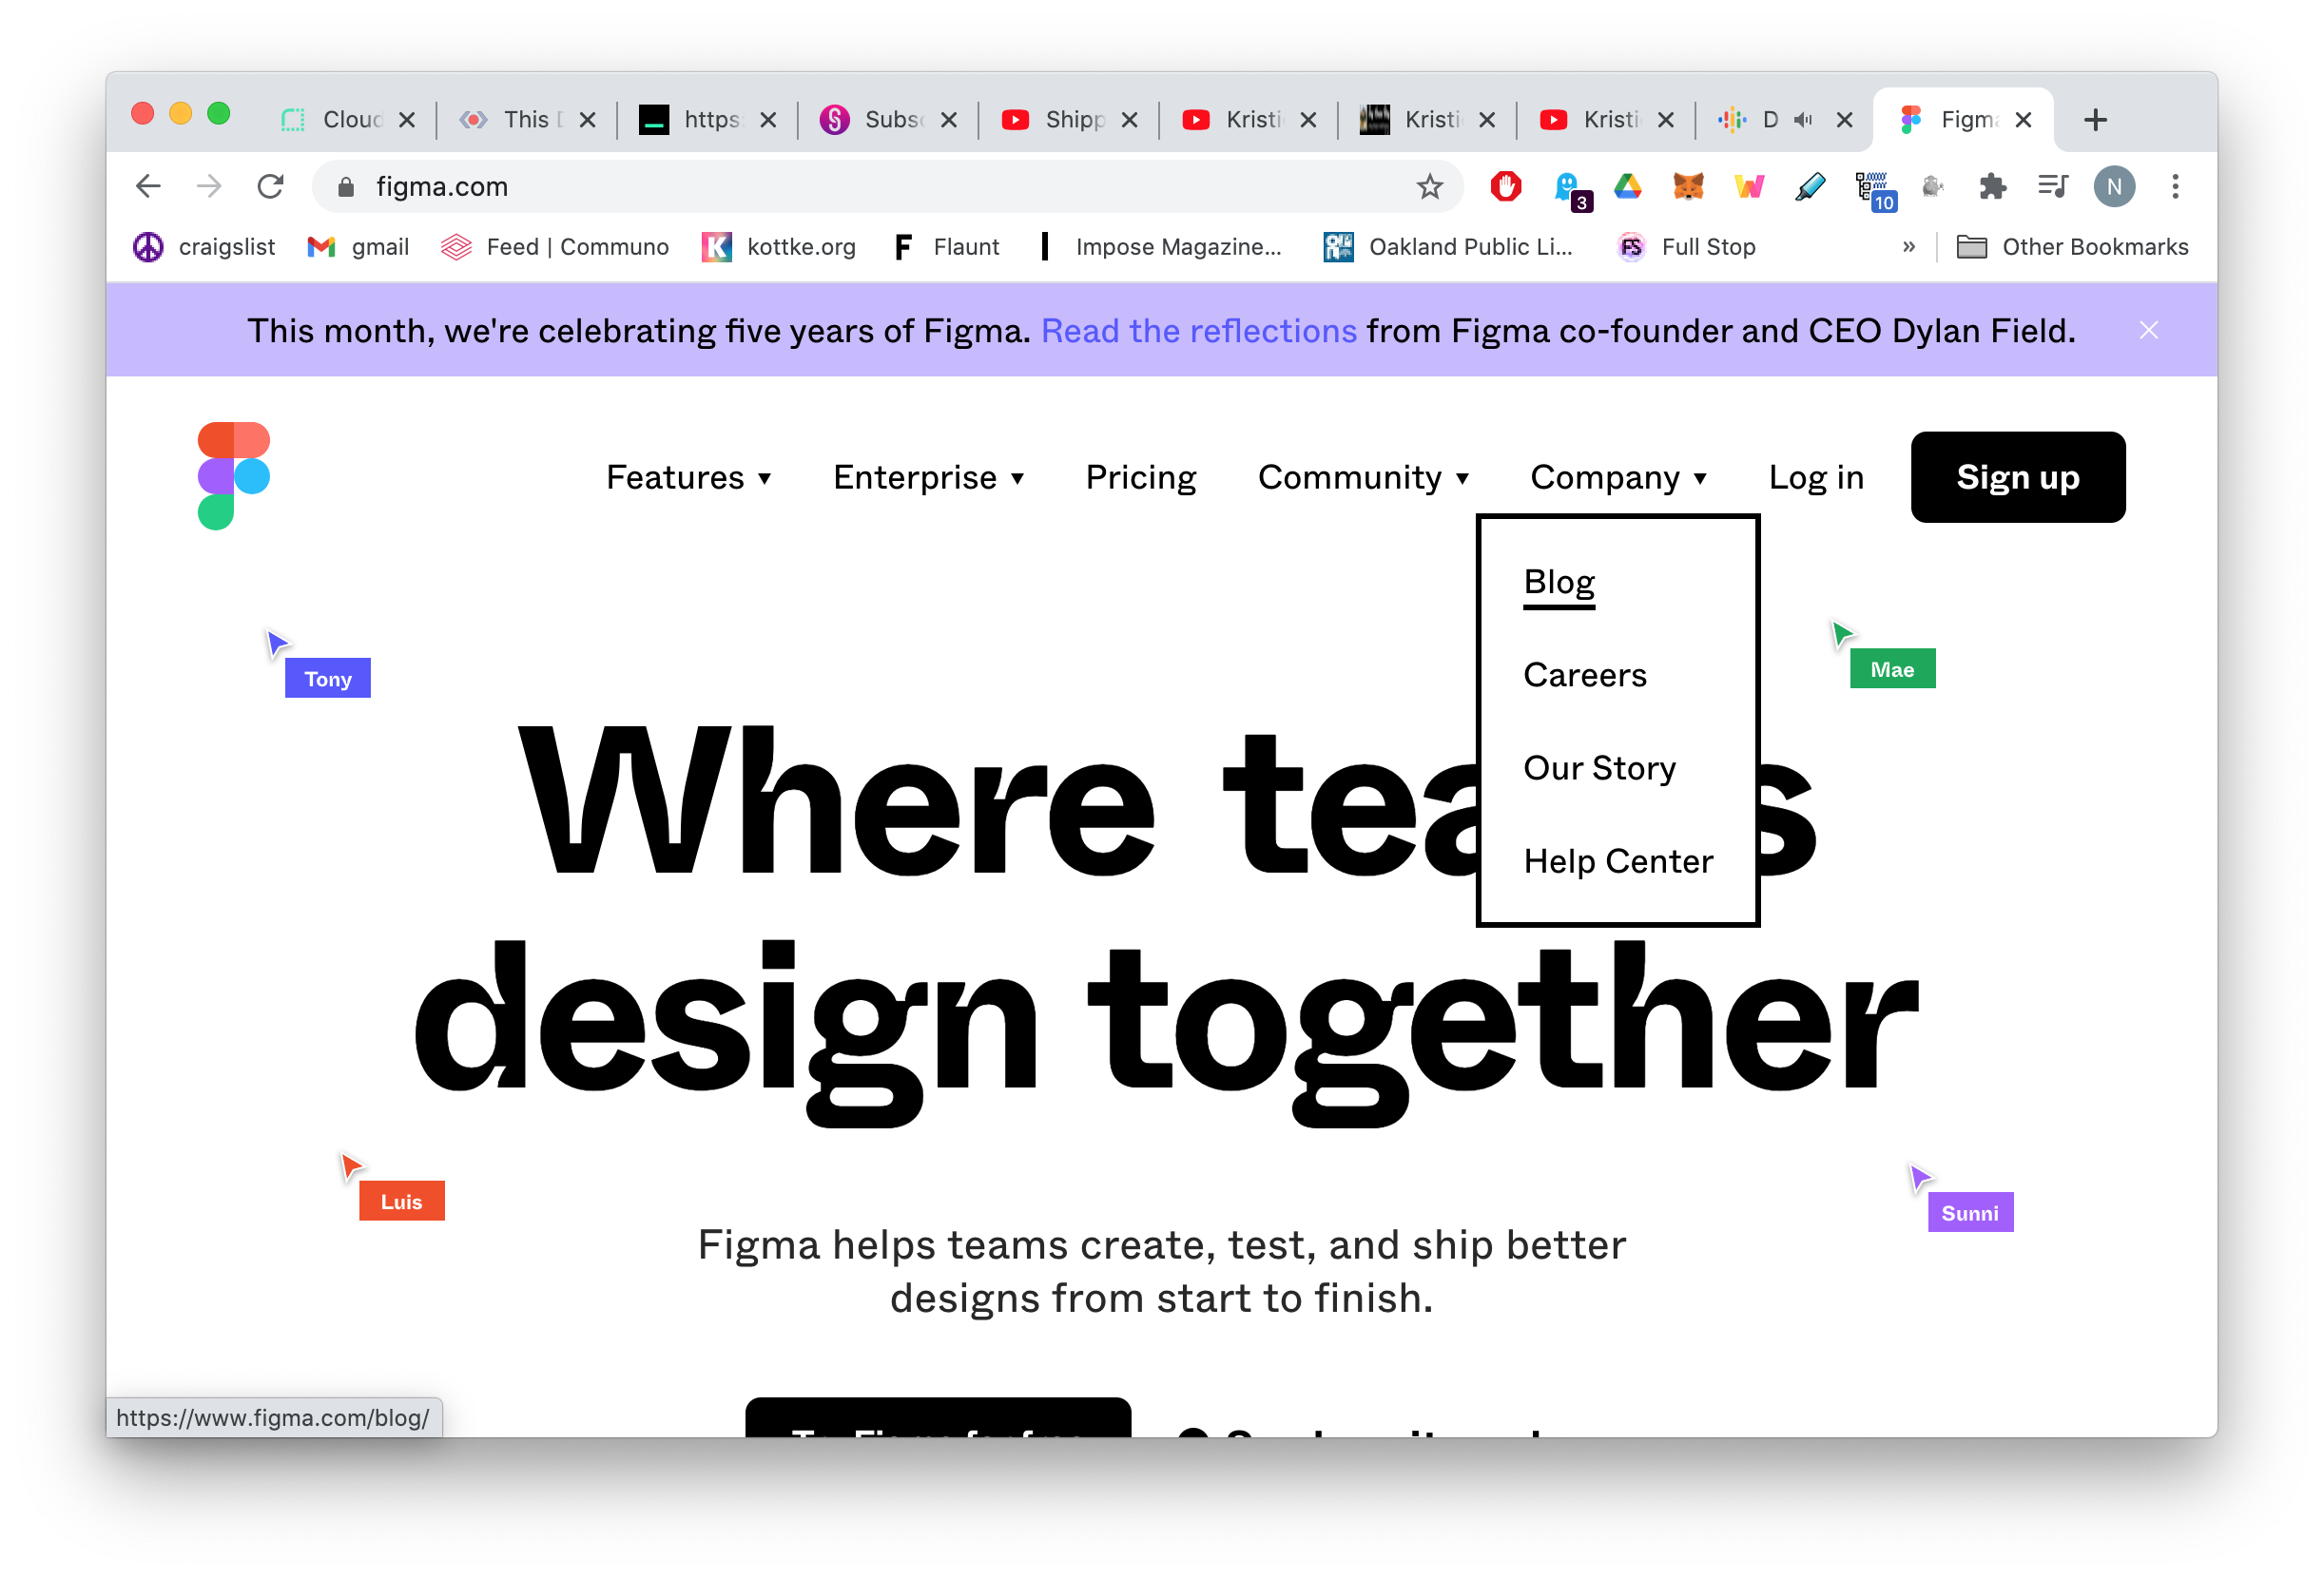 Cloud
This
https:
Subsc
Shipp
Kristi
Kristi
Kristi
D
Figma
figma.com
3
10
N
craigslist
gmail
Feed | Communo
K
kottke.org
F
Flaunt
Impose Magazine...
Oakland Public Li...
FS
Full Stop
»
Other Bookmarks
This month, we're celebrating five years of Figma. Read the reflections from Figma co-founder and CEO Dylan Field.
Features ▾
Enterprise ▾
Pricing
Community ▾
Company ▾
Log in
Sign up
Blog
Careers
Our Story
Help Center
Tony
Mae
Where tea s
design together
Luis
Sunni
Figma helps teams create, test, and ship better
designs from start to finish.
https://www.figma.com/blog/